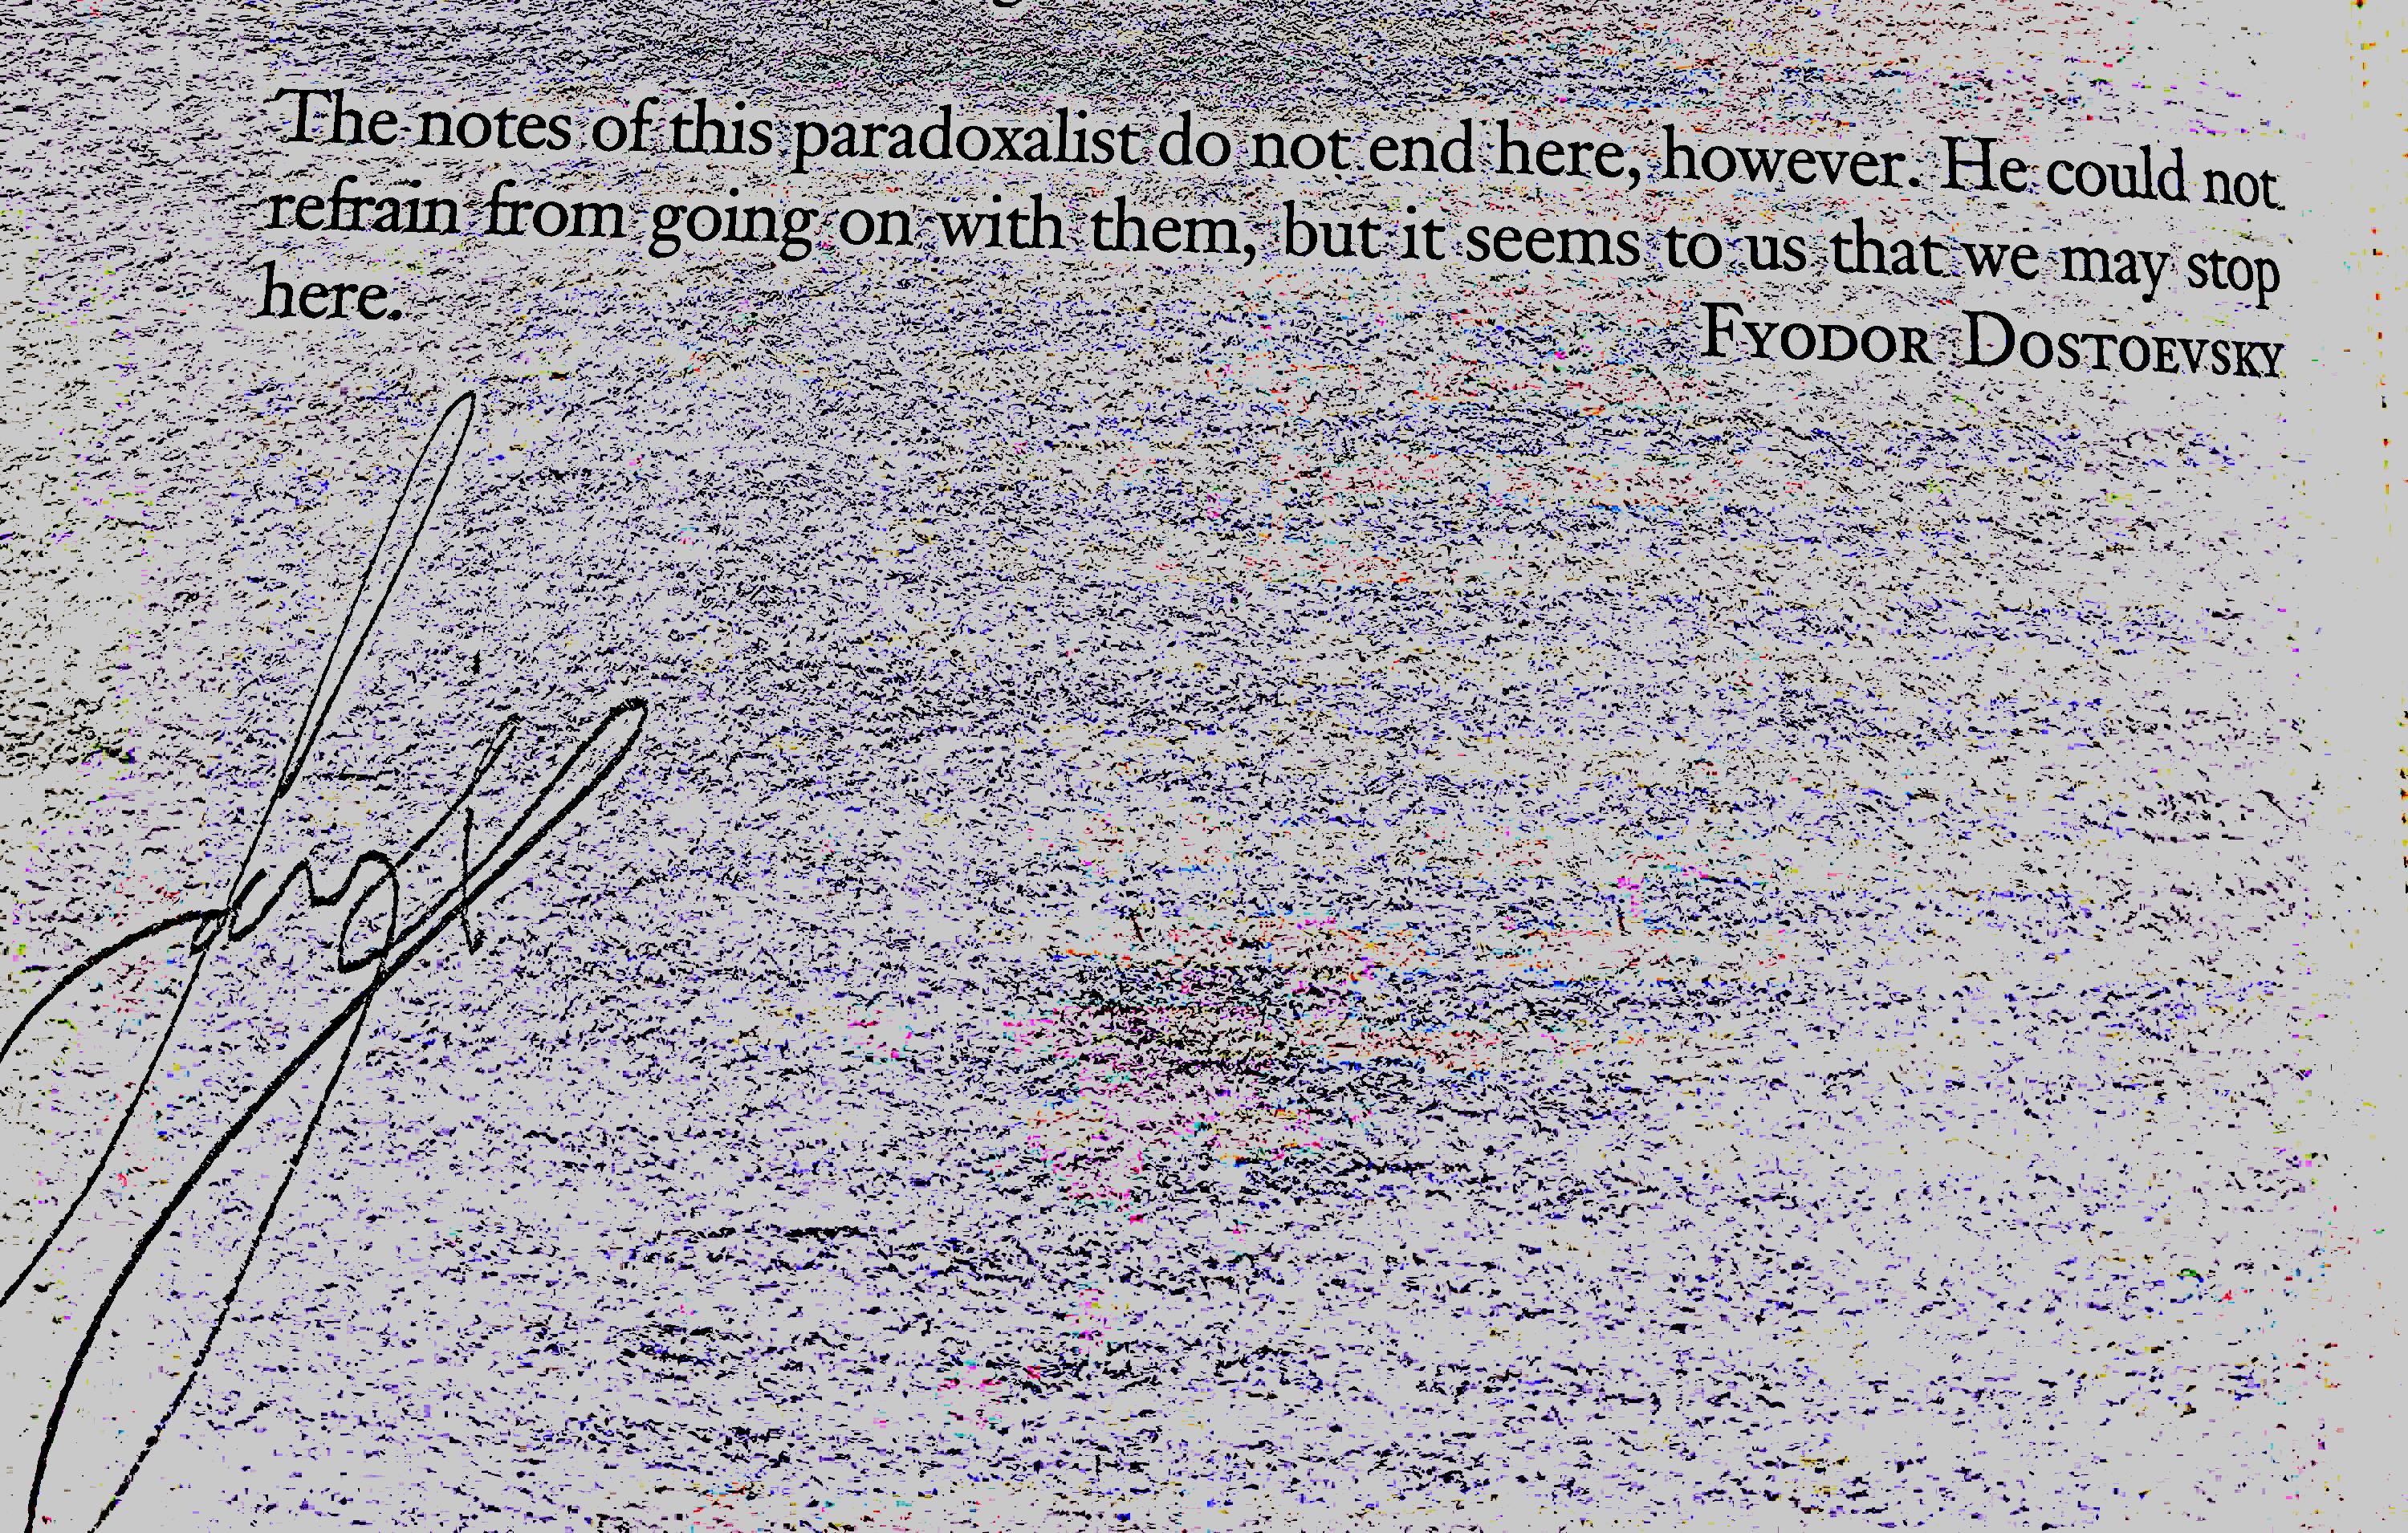 The notes of this paradoxalist do not end here, however. He could not
refrain from going on with them, but it seems to us that we may stop
here.
FYODOR DOSTOEVSKY